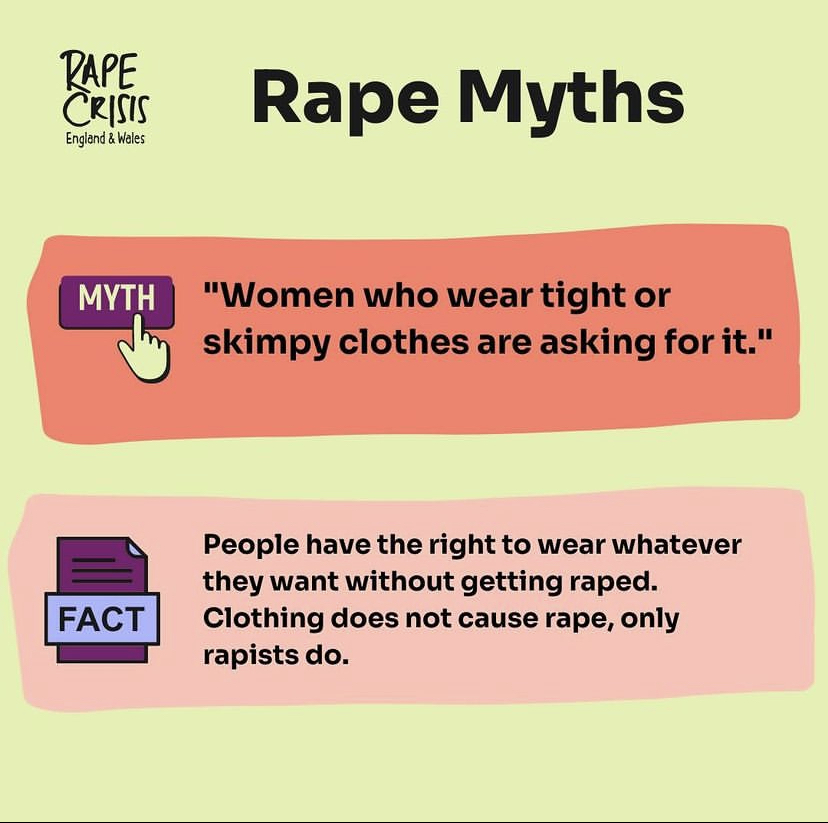 RAPE
CRISIS
England & Wales
Rape Myths
MYTH
"Women who wear tight or
skimpy clothes are asking for it."
FACT
People have the right to wear whatever
they want without getting raped.
Clothing does not cause rape, only
rapists do.